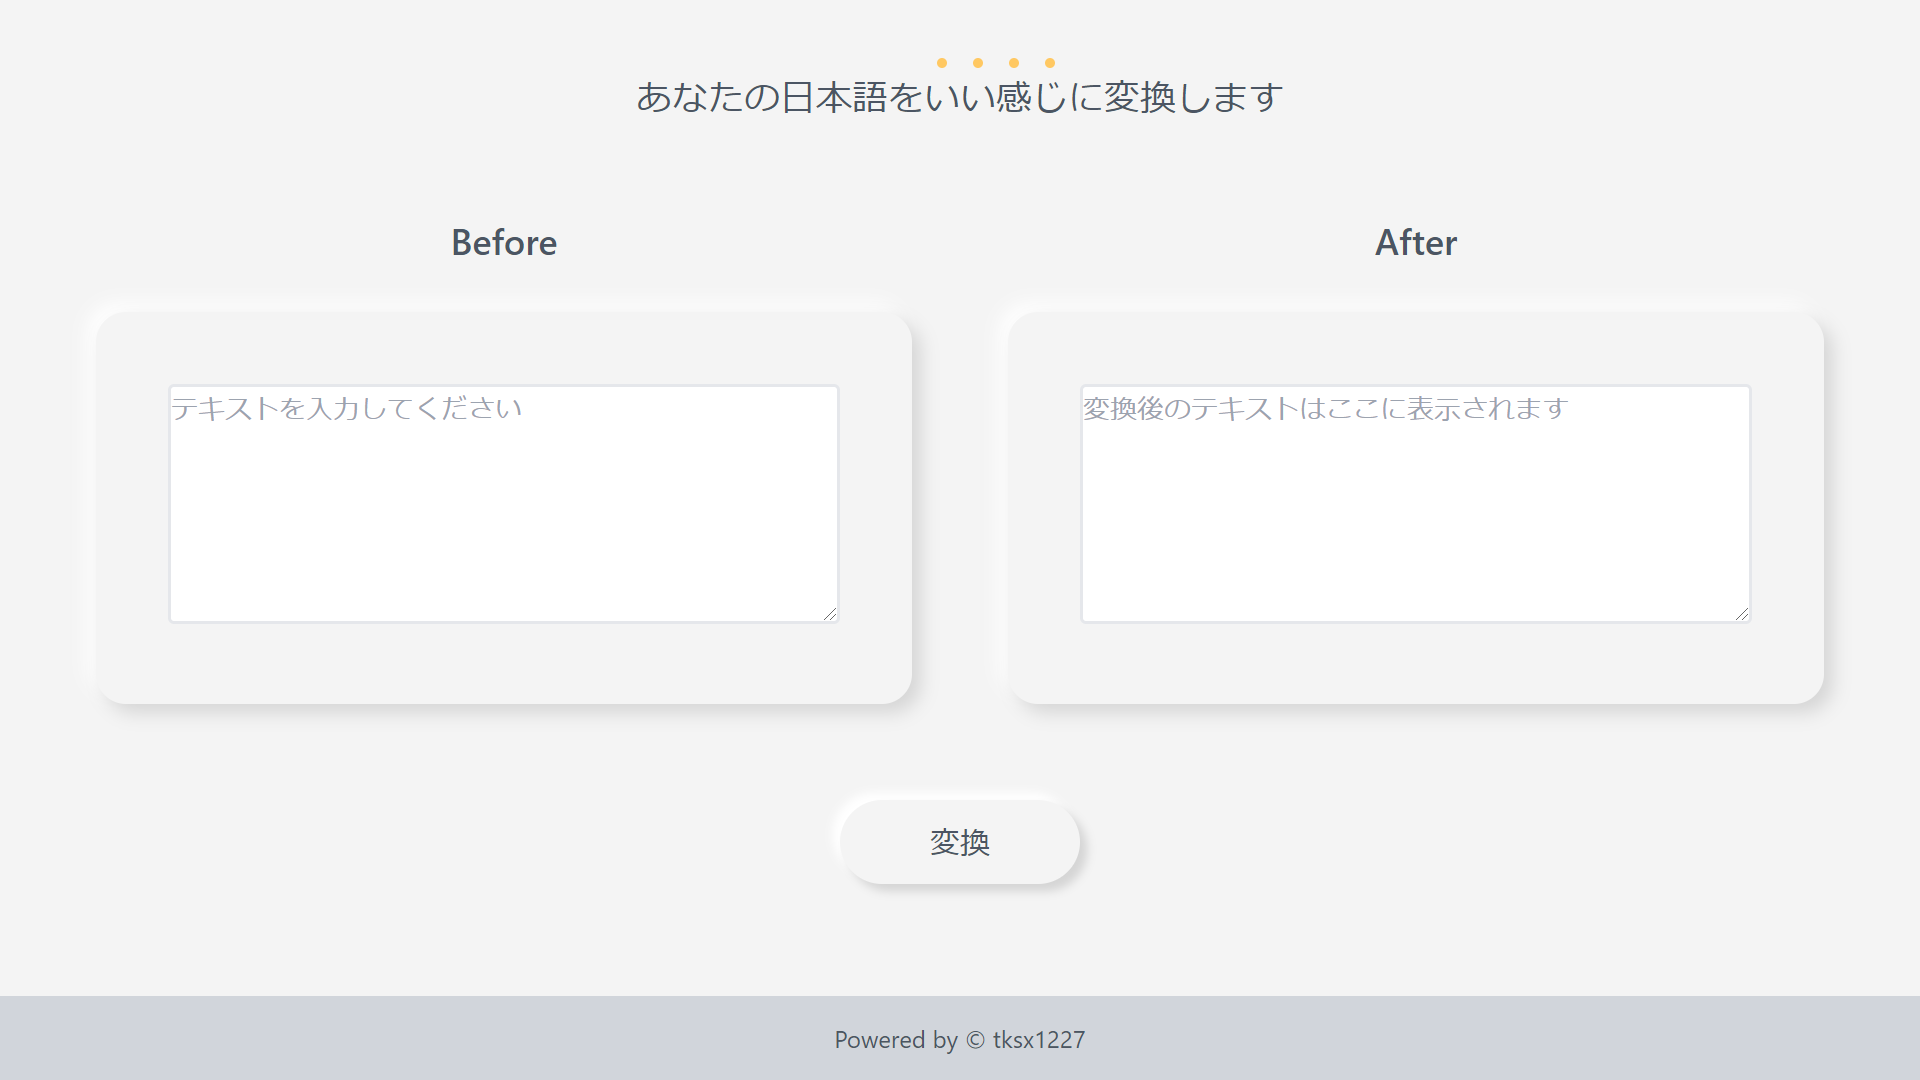 あなたの日本語をいい感じに変換します
Before
After
テキストを入力してください
変換後のテキストはここに表示されます
変換
Powered by © tksx1227